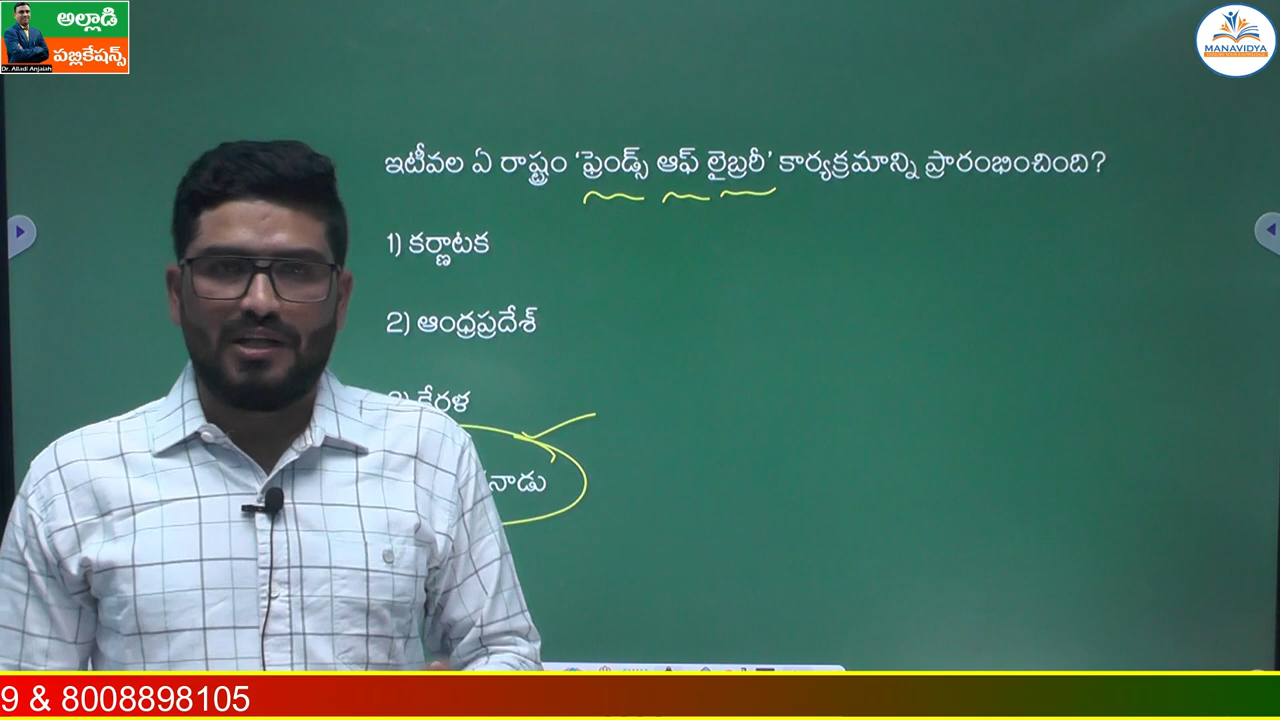 అల్లాడి
పబ్లికేషన్స్
Dr. Alladi Anjaiah
MANAVIDYA
ఇటీవల ఏ రాష్ట్రం 'ఫ్రెండ్స్ ఆఫ్ లైబ్రరీ' కార్యక్రమాన్ని ప్రారంభించింది?
1) కర్ణాటక
2) ఆంధ్రప్రదేశ్
3) కేరళ
నాడు
9 & 8008898105